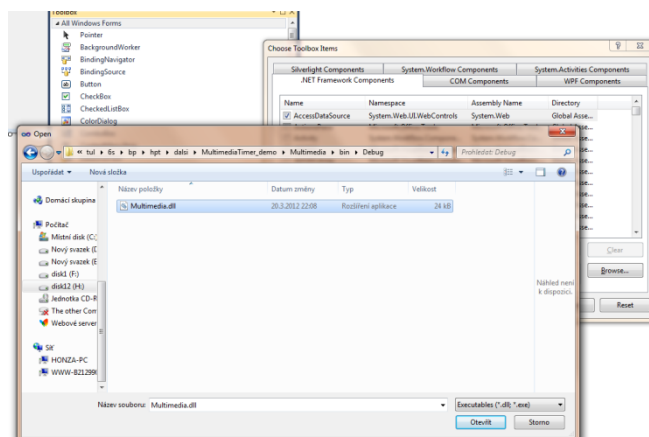 Toolbox
All Windows Forms
Pointer
BackgroundWorker
BindingNavigator
BindingSource
Button
CheckBox
CheckedListBox
ColorDialog
Choose Toolbox Items
Silverlight Components
System.Workflow Components
System.Activities Components
.NET Framework Components
COM Components
WPF Components
Name
Namespace
Assembly Name
Directory
AccessDataSource
System.Web.UI.WebControls
System.Web
Global Asse...
Clear
Browse...
Reset
Open
« tul ▸ 6s ▸ bp ▸ hpt ▸ dalsi ▸ MultimediaTimer_demo ▸ Multimedia ▸ bin ▸ Debug
Prohledat: Debug
Uspořádat
Nová složka
Název položky
Datum změny
Typ
Velikost
Multimedia.dll
20.3.2012 22:08
Rozšíření aplikace
24 kB
Domácí skupina
Počítač
Místní disk (C:)
Nový svazek (
Nový svazek (E
disk1 (F:)
disk12 (H:)
Jednotka CD-R
The other Com
Webové server
Síť
HONZA-PC
Náhled není
k dispozici.
Název souboru:
Multimedia.dll
Executables (*.dll; *.exe)
Otevřít
Storno